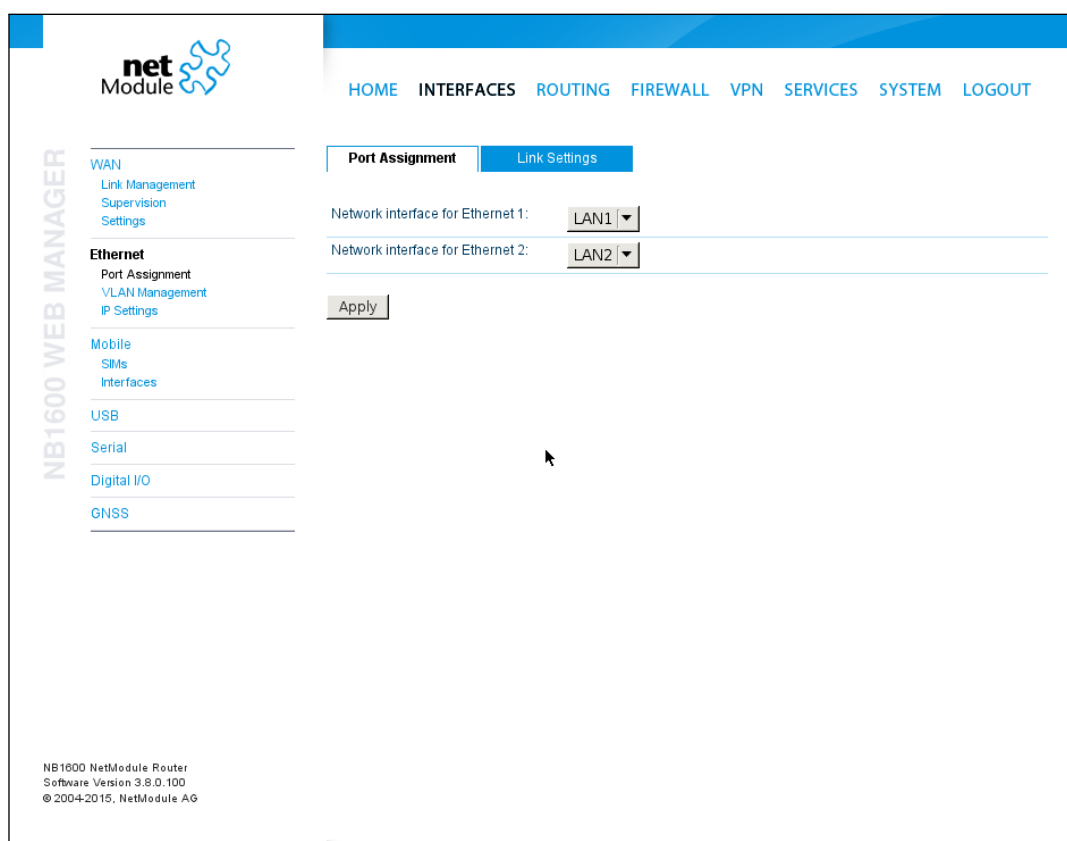 net
Module
HOME INTERFACES ROUTING FIREWALL VPN SERVICES SYSTEM LOGOUT
NB1600 WEB MANAGER
WAN
Link Management
Supervision
Settings
Ethernet
Port Assignment
VLAN Management
IP Settings
Mobile
SIMs
Interfaces
USB
Serial
Digital I/O
GNSS
Port Assignment Link Settings
Network interface for Ethernet 1: LAN1
Network interface for Ethernet 2: LAN2
Apply
NB1600 NetModule Router
Software Version 3.8.0.100
© 2004-2015, NetModule AG